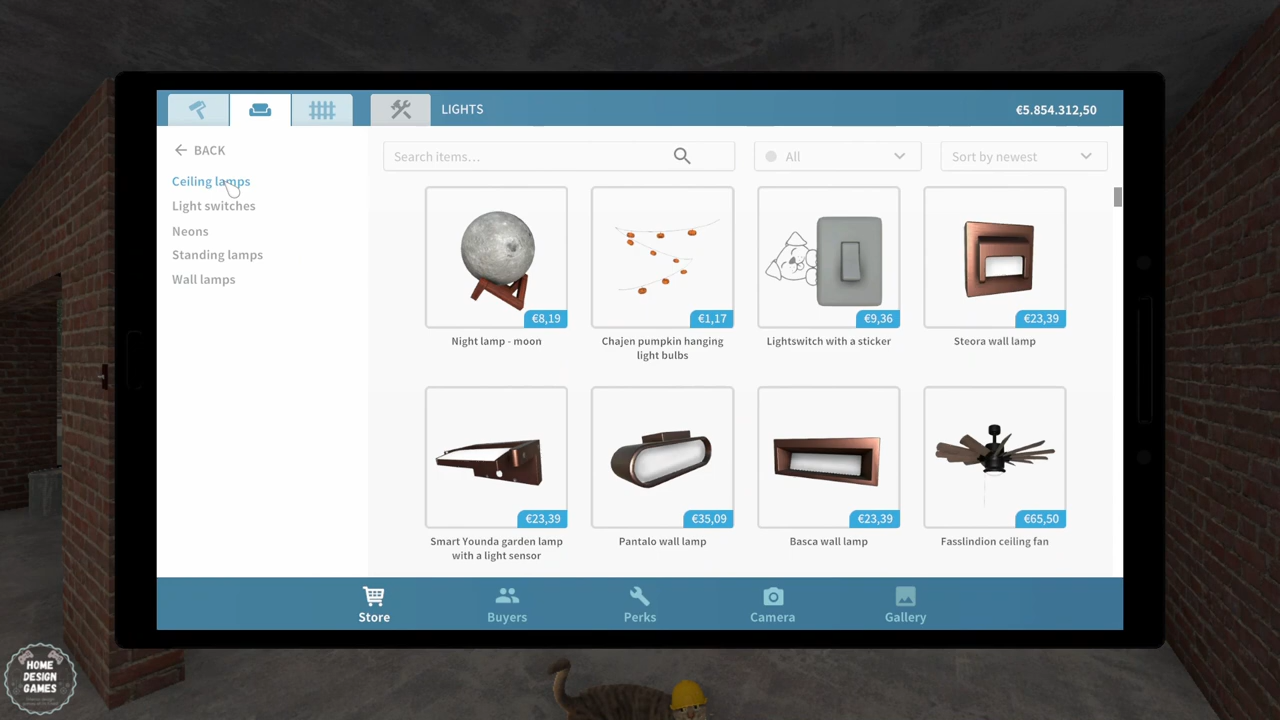 LIGHTS
€5.854.312,50
BACK
Search items...
All
Sort by newest
Ceiling lamps
Light switches
Neons
Standing lamps
Wall lamps
€8,19
€1,17
€9,36
€23,39
Night lamp - moon
Chajen pumpkin hanging
light bulbs
Lightswitch with a sticker
Steora wall lamp
€23,39
€35,09
€23,39
€65,50
Smart Younda garden lamp
with a light sensor
Pantalo wall lamp
Basca wall lamp
Fasslindion ceiling fan
Store
Buyers
Perks
Camera
Gallery
HOME
DESIGN
GAMES